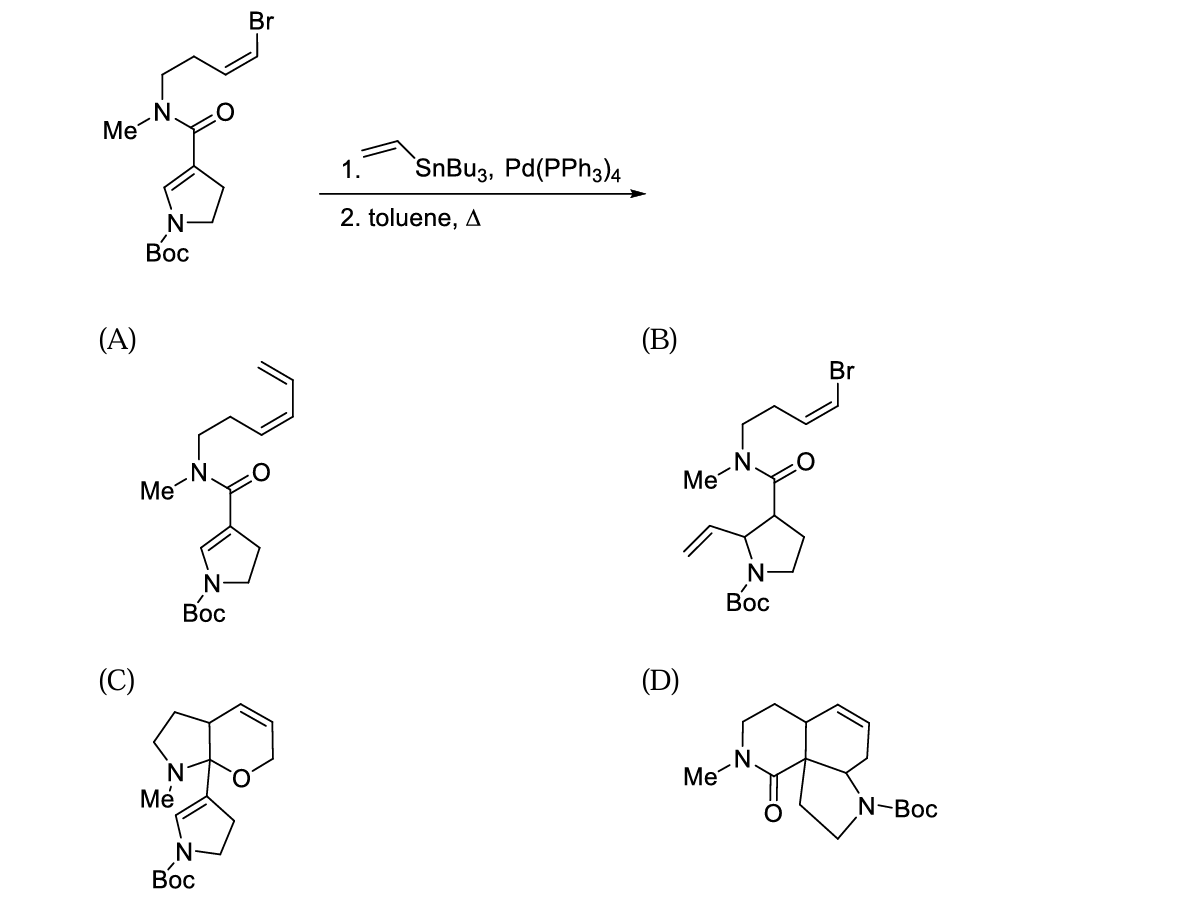 Br
N
O
Me
N
Boc
1. SnBu3, Pd(PPh3)4
2. toluene, Δ
(A)
N
O
Me
N
Boc
(B)
Br
N
O
Me
N
Boc
(C)
N
O
Me
N
Boc
(D)
N
Me
O
N-Boc